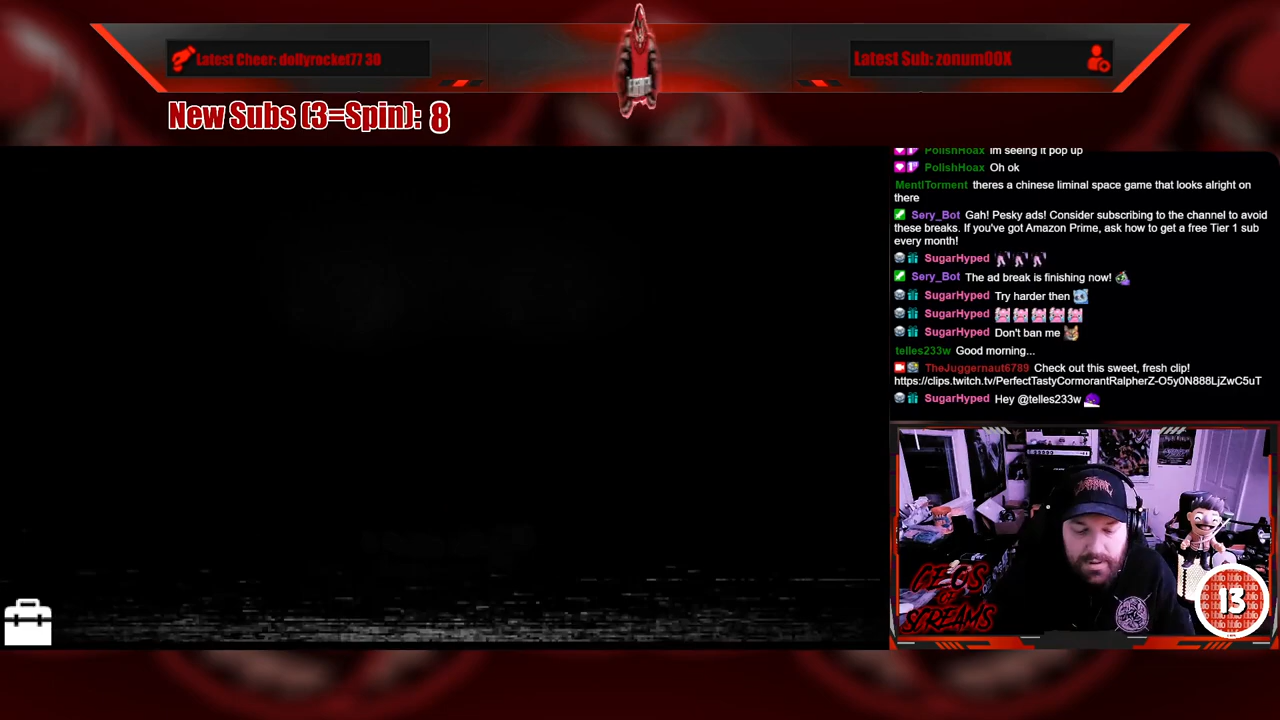 Latest Cheer: dollyrocket77 30
Latest Sub: zonum00X
New Subs (3=Spin): 8
PolishHoax im seeing it pop up
PolishHoax Oh ok
MentlTorment theres a chinese liminal space game that looks alright on
there
Sery_Bot Gah! Pesky ads! Consider subscribing to the channel to avoid
these breaks. If you've got Amazon Prime, ask how to get a free Tier 1 sub
every month!
SugarHyped
Sery_Bot The ad break is finishing now!
SugarHyped Try harder then
SugarHyped
SugarHyped Don't ban me
telles233w Good morning...
TheJuggernaut6789 Check out this sweet, fresh clip!
https://clips.twitch.tv/PerfectTastyCormorantRalpherZ-O5y0N888LjZwC5uT
SugarHyped Hey @telles233w
OF
SCREAMS
13